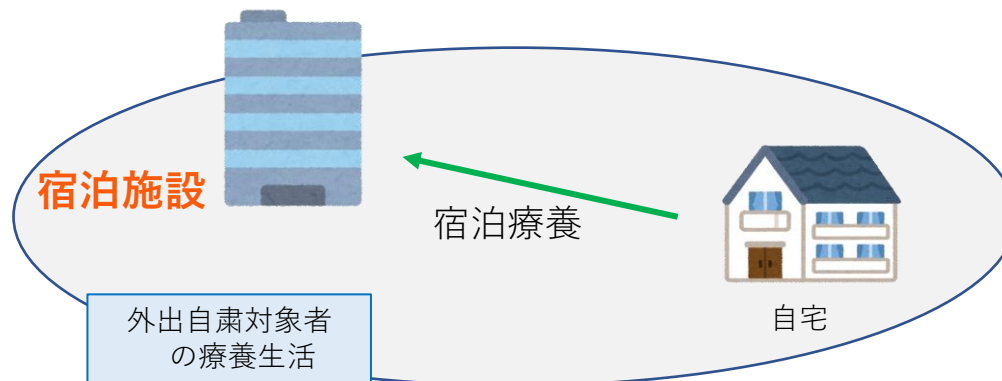 宿泊施設
宿泊療養
自宅
外出自粛対象者
の療養生活